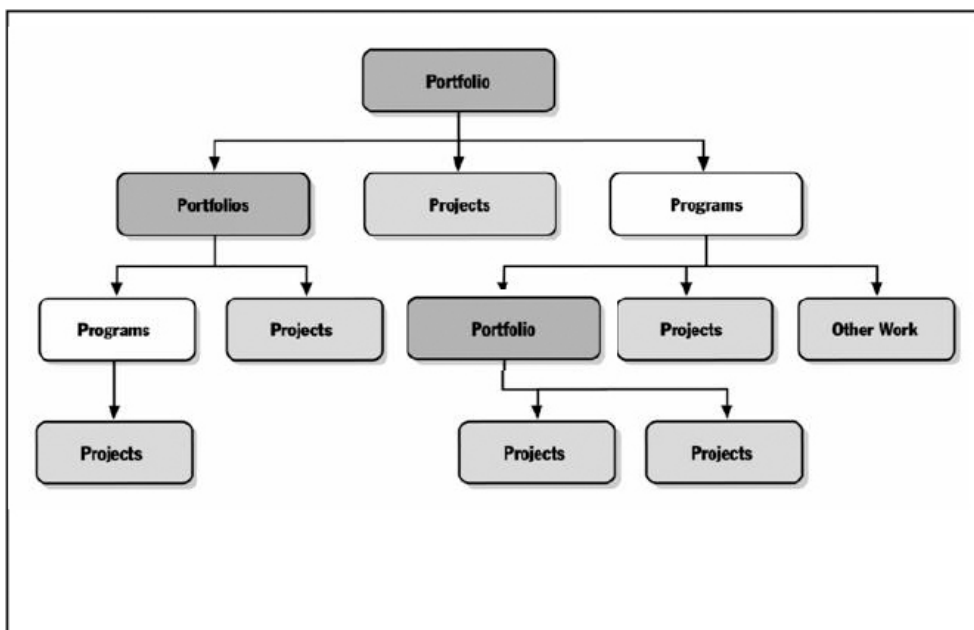 Portfolio
Portfolios
Projects
Programs
Programs
Projects
Portfolio
Projects
Other Work
Projects
Projects
Projects